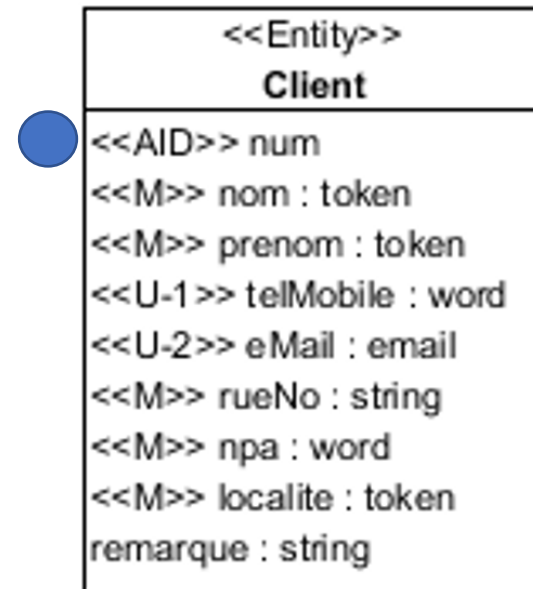 <<Entity>>
Client
<<AID>> num
<<M>> nom : token
<<M>> prenom : token
<<U-1>> telMobile : word
<<U-2>> eMail : email
<<M>> rueNo : string
<<M>> npa : word
<<M>> localite : token
remarque : string